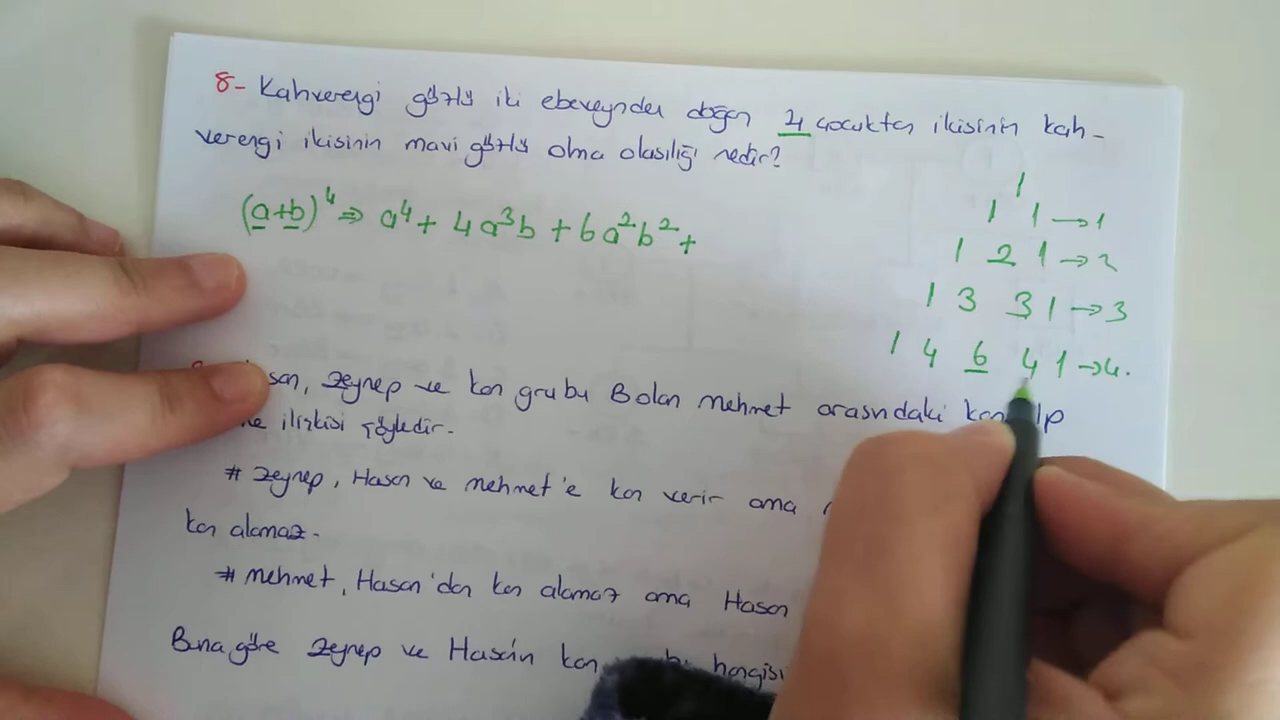 8- Kahverengi gözlü iki ebeveynden doğan 4 çocuktan ikisinin kah-
verengi ikisinin mavi gözlü olma olasılığı nedir?
(a+b)⁴ ⇒ a⁴ + 4a³b + 6a²b² +
1
1 1 → 1
1 2 1 → 2
1 3 3 1 → 3
1 4 6 4 1 → 4.
zeynep ve kan grubu B olan mehmet arasındaki kan
ilişkisi şöyledir.
# zeynep, Hasan ve mehmet'e kan verir ama
kan alamaz.
# mehmet, Hasan'dan kan alamaz ama Hasan
Buna göre zeynep ve Hasan'ın kan